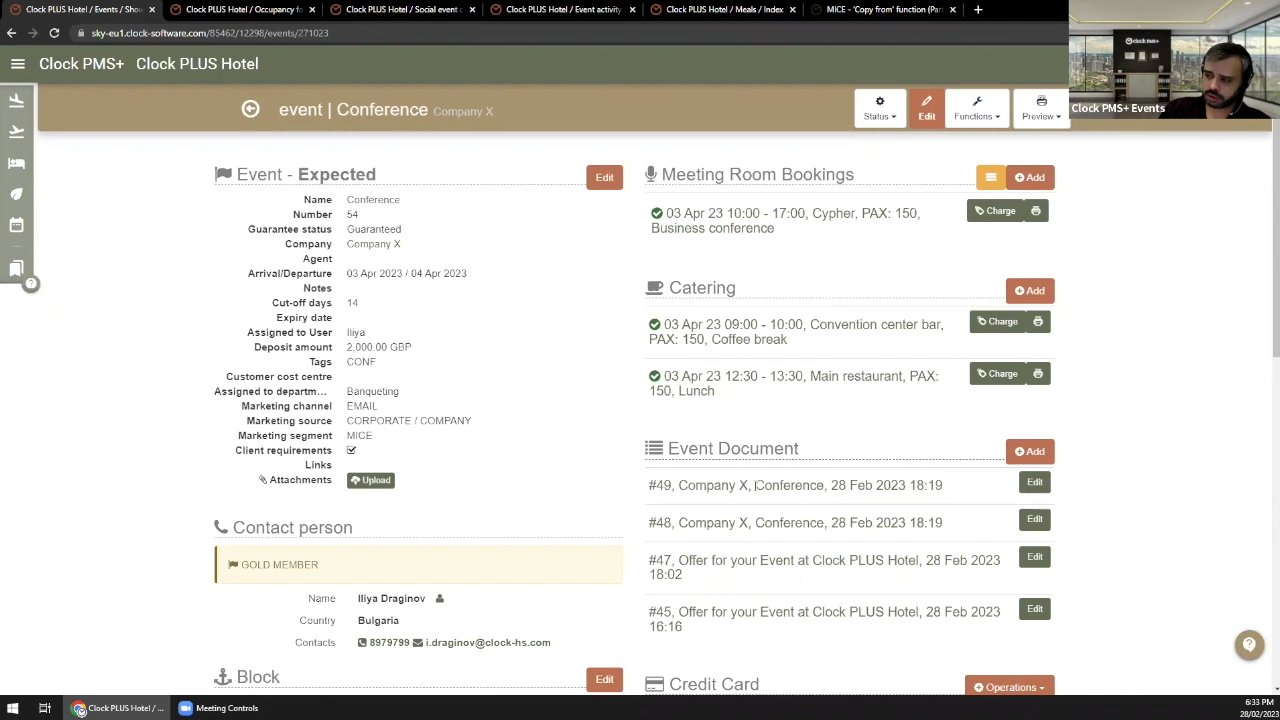 Clock PLUS Hotel / Events / Show
Clock PLUS Hotel / Occupancy fo
Clock PLUS Hotel / Social event c
Clock PLUS Hotel / Event activity
Clock PLUS Hotel / Meals / Index
MICE - 'Copy from' function (Par
sky-eu1.clock-software.com/85462/12298/events/271023
Clock PMS+ Clock PLUS Hotel
clock PMS+
Clock PMS+ Events
event | Conference Company X
Status
Edit
Functions
Preview
Event - Expected
Edit
Name Conference
Number 54
Guarantee status Guaranteed
Company Company X
Agent
Arrival/Departure 03 Apr 2023 / 04 Apr 2023
Notes
Cut-off days 14
Expiry date
Assigned to User Iliya
Deposit amount 2,000.00 GBP
Tags CONF
Customer cost centre
Assigned to departm... Banqueting
Marketing channel EMAIL
Marketing source CORPORATE / COMPANY
Marketing segment MICE
Client requirements
Links
Attachments Upload
Contact person
GOLD MEMBER
Name Iliya Draginov
Country Bulgaria
Contacts 8979799 i.draginov@clock-hs.com
Block
Edit
Meeting Room Bookings
Add
03 Apr 23 10:00 - 17:00, Cypher, PAX: 150,
Business conference
Charge
Catering
Add
03 Apr 23 09:00 - 10:00, Convention center bar,
PAX: 150, Coffee break
Charge
03 Apr 23 12:30 - 13:30, Main restaurant, PAX:
150, Lunch
Charge
Event Document
Add
#49, Company X, Conference, 28 Feb 2023 18:19
Edit
#48, Company X, Conference, 28 Feb 2023 18:19
Edit
#47, Offer for your Event at Clock PLUS Hotel, 28 Feb 2023
18:02
Edit
#45, Offer for your Event at Clock PLUS Hotel, 28 Feb 2023
16:16
Edit
Credit Card
Operations
Clock PLUS Hotel / ...
Meeting Controls
6:33 PM
28/02/2023